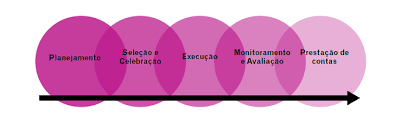 Planejamento
Seleção e
Celebração
Execução
Monitoramento
e Avaliação
Prestação de
contas